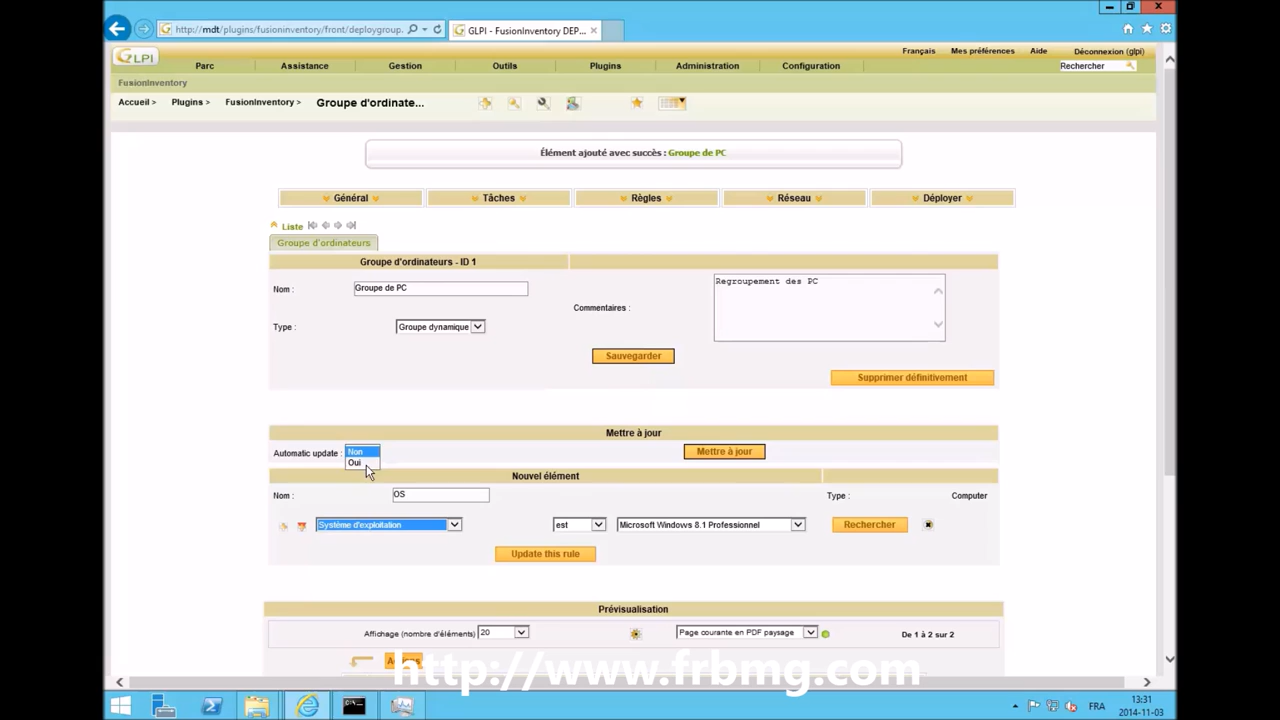 http://mdt/plugins/fusioninventory/front/deploygroup.
GLPI - FusionInventory DEP...
Français Mes préférences Aide Déconnexion (glpi)
GLPI
Parc Assistance Gestion Outils Plugins Administration Configuration Rechercher
FusionInventory
Accueil > Plugins > FusionInventory > Groupe d'ordinate...
Élément ajouté avec succès : Groupe de PC
Général Tâches Règles Réseau Déployer
Liste
Groupe d'ordinateurs
Groupe d'ordinateurs - ID 1
Nom : Groupe de PC Commentaires : Regroupement des PC
Type : Groupe dynamique
Sauvegarder
Supprimer définitivement
Mettre à jour
Automatic update : Non Mettre à jour
Oui
Nouvel élément
Nom : OS Type : Computer
Système d'exploitation est Microsoft Windows 8.1 Professionnel Rechercher
Update this rule
Prévisualisation
Affichage (nombre d'éléments) 20 Page courante en PDF paysage De 1 à 2 sur 2
http://www.frbmg.com
FRA 13:31
2014-11-03